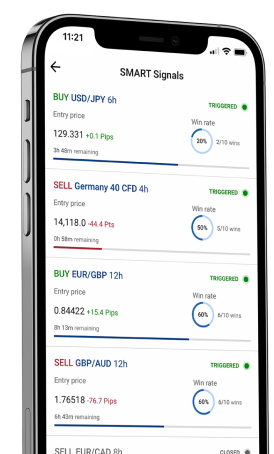 11:21
SMART Signals
BUY USD/JPY 6h
TRIGGERED
Entry price
Win rate
129.331 +0.1 Pips
20%
2/10 wins
3h 48m remaining
SELL Germany 40 CFD 4h
TRIGGERED
Entry price
Win rate
14,118.0 -44.4 Pts
50%
5/10 wins
0h 58m remaining
BUY EUR/GBP 12h
TRIGGERED
Entry price
Win rate
0.84422 +15.4 Pips
60%
6/10 wins
8h 13m remaining
SELL GBP/AUD 12h
TRIGGERED
Entry price
Win rate
1.76518 -76.7 Pips
60%
6/10 wins
6h 43m remaining
SELL EUR/CAD 8h
CLOSED